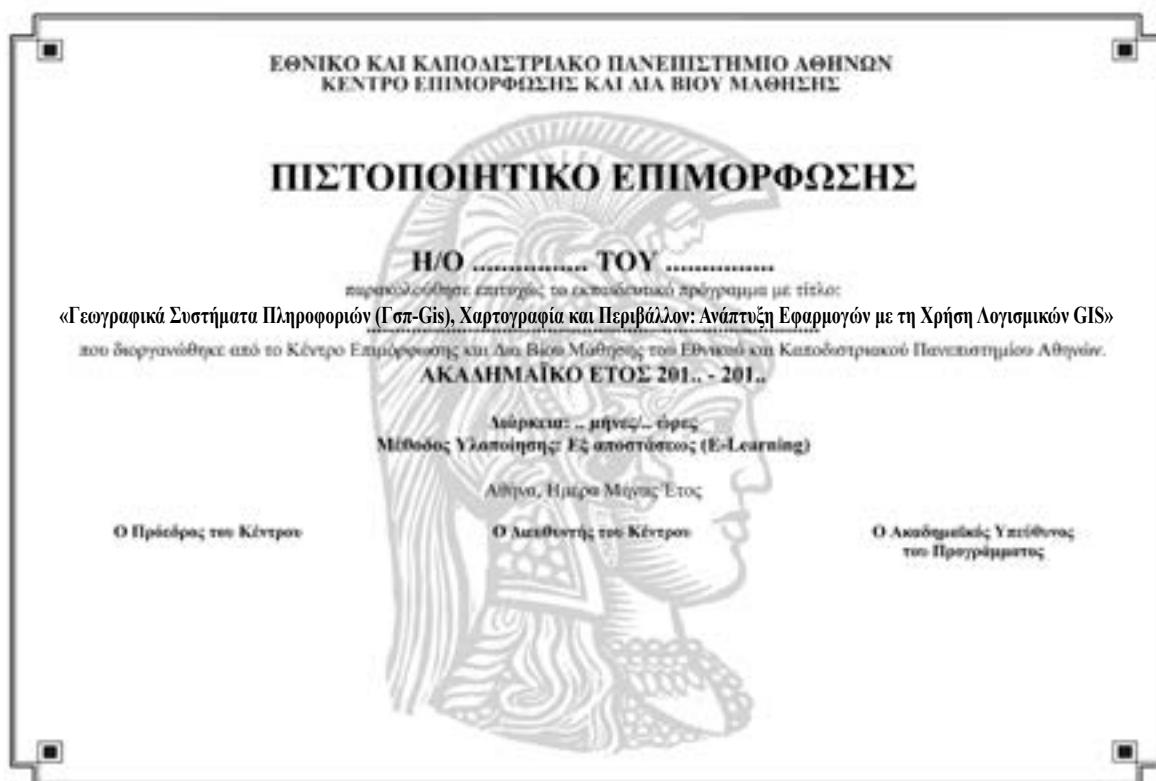 ΕΘΝΙΚΟ ΚΑΙ ΚΑΠΟΔΙΣΤΡΙΑΚΟ ΠΑΝΕΠΙΣΤΗΜΙΟ ΑΘΗΝΩΝ
ΚΕΝΤΡΟ ΕΠΙΜΟΡΦΩΣΗΣ ΚΑΙ ΔΙΑ ΒΙΟΥ ΜΑΘΗΣΗΣ
ΠΙΣΤΟΠΟΙΗΤΙΚΟ ΕΠΙΜΟΡΦΩΣΗΣ
Η/Ο ................ ΤΟΥ ...............
παρακολούθησε επιτυχώς το εκπαιδευτικό πρόγραμμα με τίτλο:
«Γεωγραφικά Συστήματα Πληροφοριών (Γσπ-Gis), Χαρτογραφία και Περιβάλλον: Ανάπτυξη Εφαρμογών με τη Χρήση Λογισμικών GIS»
που διοργανώθηκε από το Κέντρο Επιμόρφωσης και Δια Βίου Μάθησης του Εθνικού και Καποδιστριακού Πανεπιστημίου Αθηνών.
ΑΚΑΔΗΜΑΪΚΟ ΕΤΟΣ 201.. - 201..
Διάρκεια: .. μήνες/.. ώρες
Μέθοδος Υλοποίησης: Εξ αποστάσεως (E-Learning)
Αθήνα, Ημέρα Μήνας Έτος
Ο Πρόεδρος του Κέντρου
Ο Διευθυντής του Κέντρου
Ο Ακαδημαϊκός Υπεύθυνος
του Προγράμματος